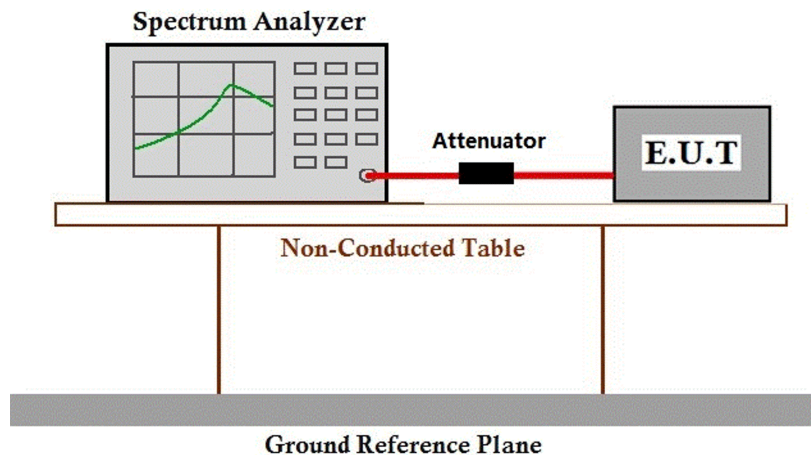 Spectrum Analyzer
Attenuator
E.U.T
Non-Conducted Table
Ground Reference Plane